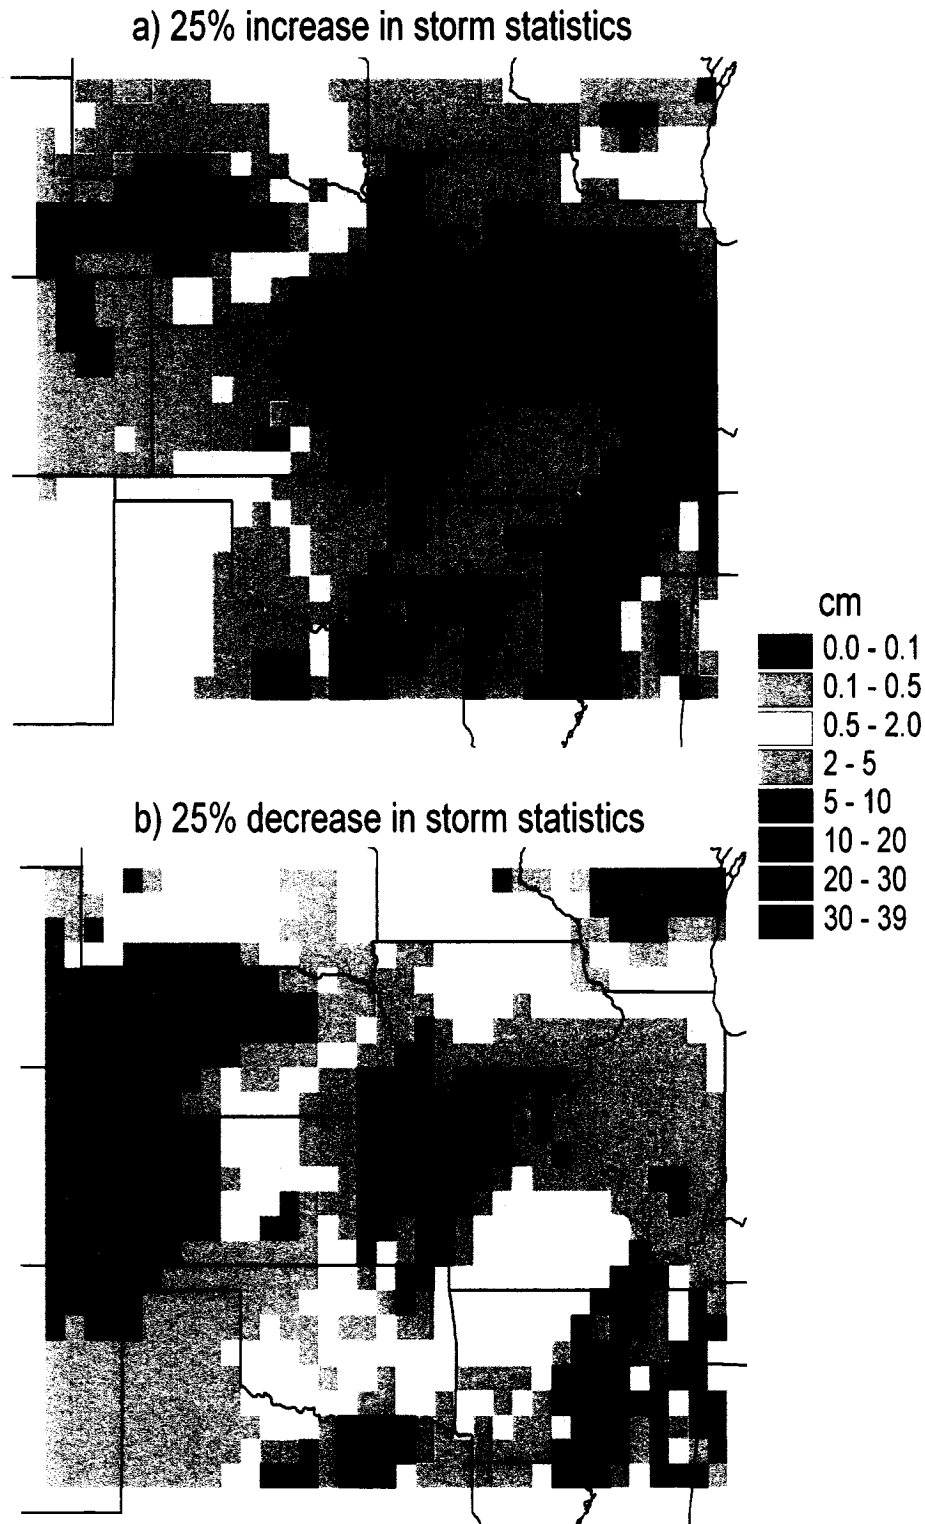 a) 25% increase in storm statistics
cm
0.0 - 0.1
0.1 - 0.5
0.5 - 2.0
2 - 5
5 - 10
10 - 20
20 - 30
30 - 39
b) 25% decrease in storm statistics